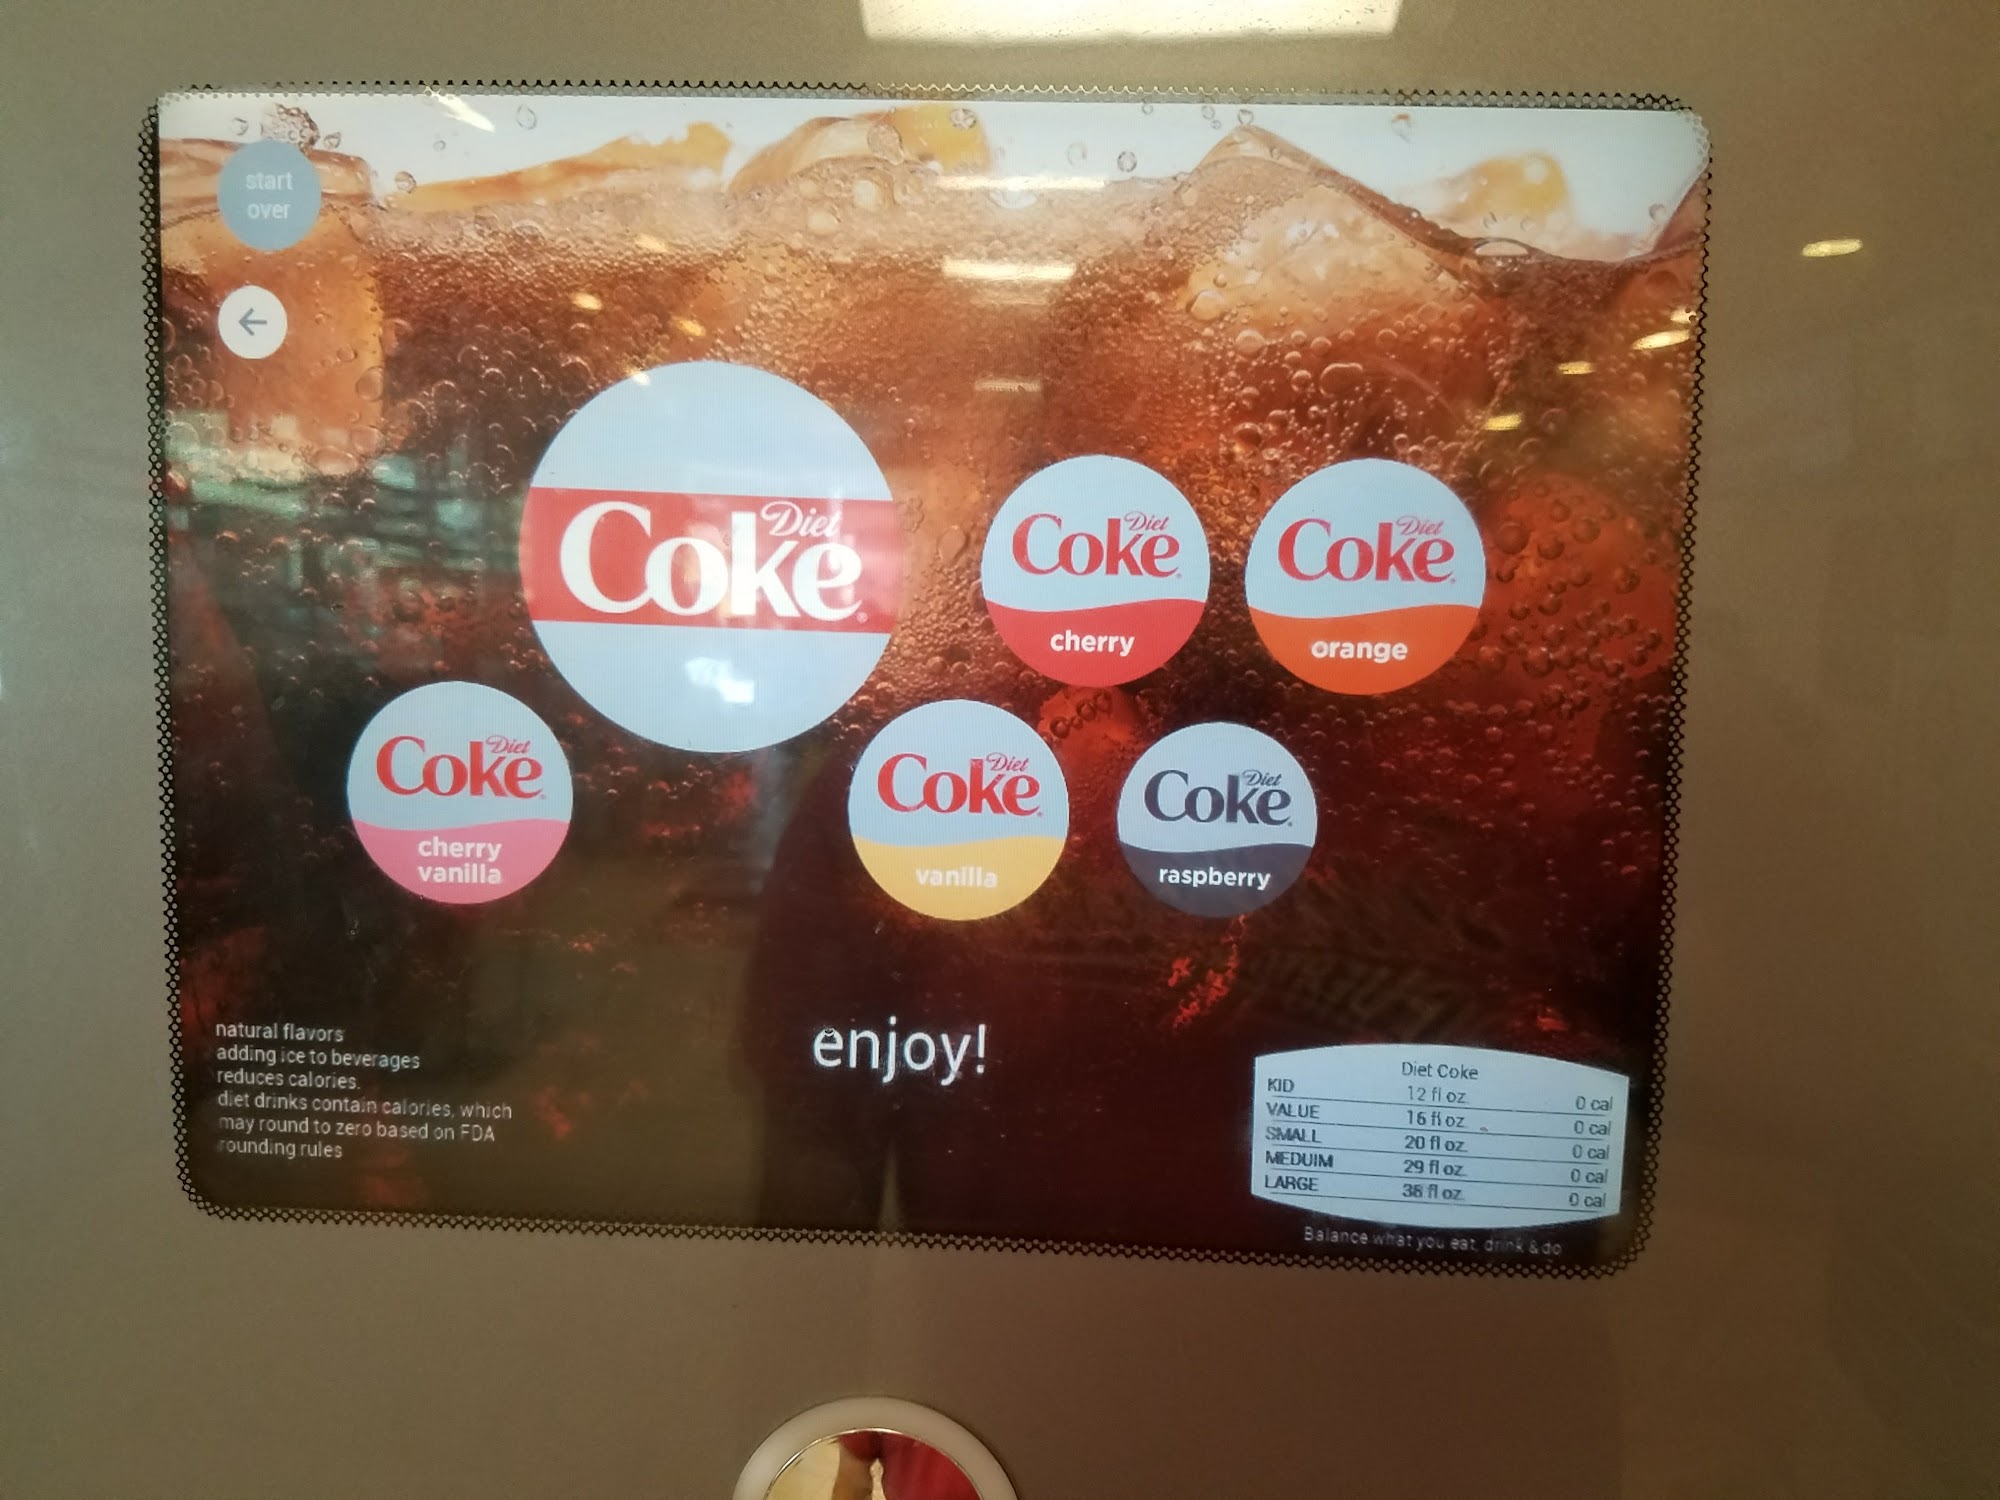 start
over
Diet
Coke
Diet
Coke
cherry
Diet
Coke
orange
Diet
Coke
cherry
vanilla
Diet
Coke
vanilla
Diet
Coke
raspberry
enjoy!
natural flavors
adding ice to beverages
reduces calories.
diet drinks contain calories, which
may round to zero based on FDA
rounding rules
Diet Coke
KID 12 fl oz 0 cal
VALUE 16 fl oz 0 cal
SMALL 20 fl oz 0 cal
MEDUIM 29 fl oz 0 cal
LARGE 38 fl oz 0 cal
Balance what you eat, drink & do